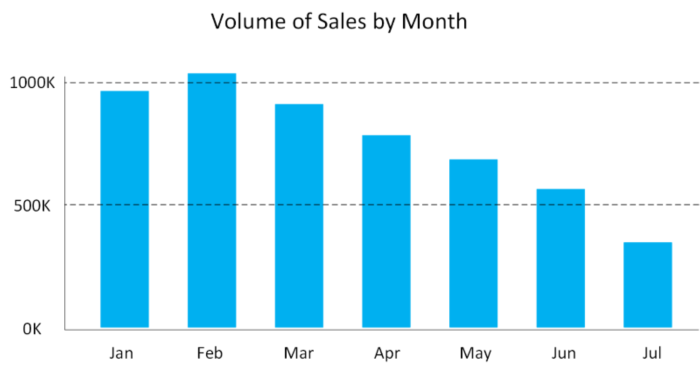 Volume of Sales by Month
1000K
500K
0K
Jan Feb Mar Apr May Jun Jul